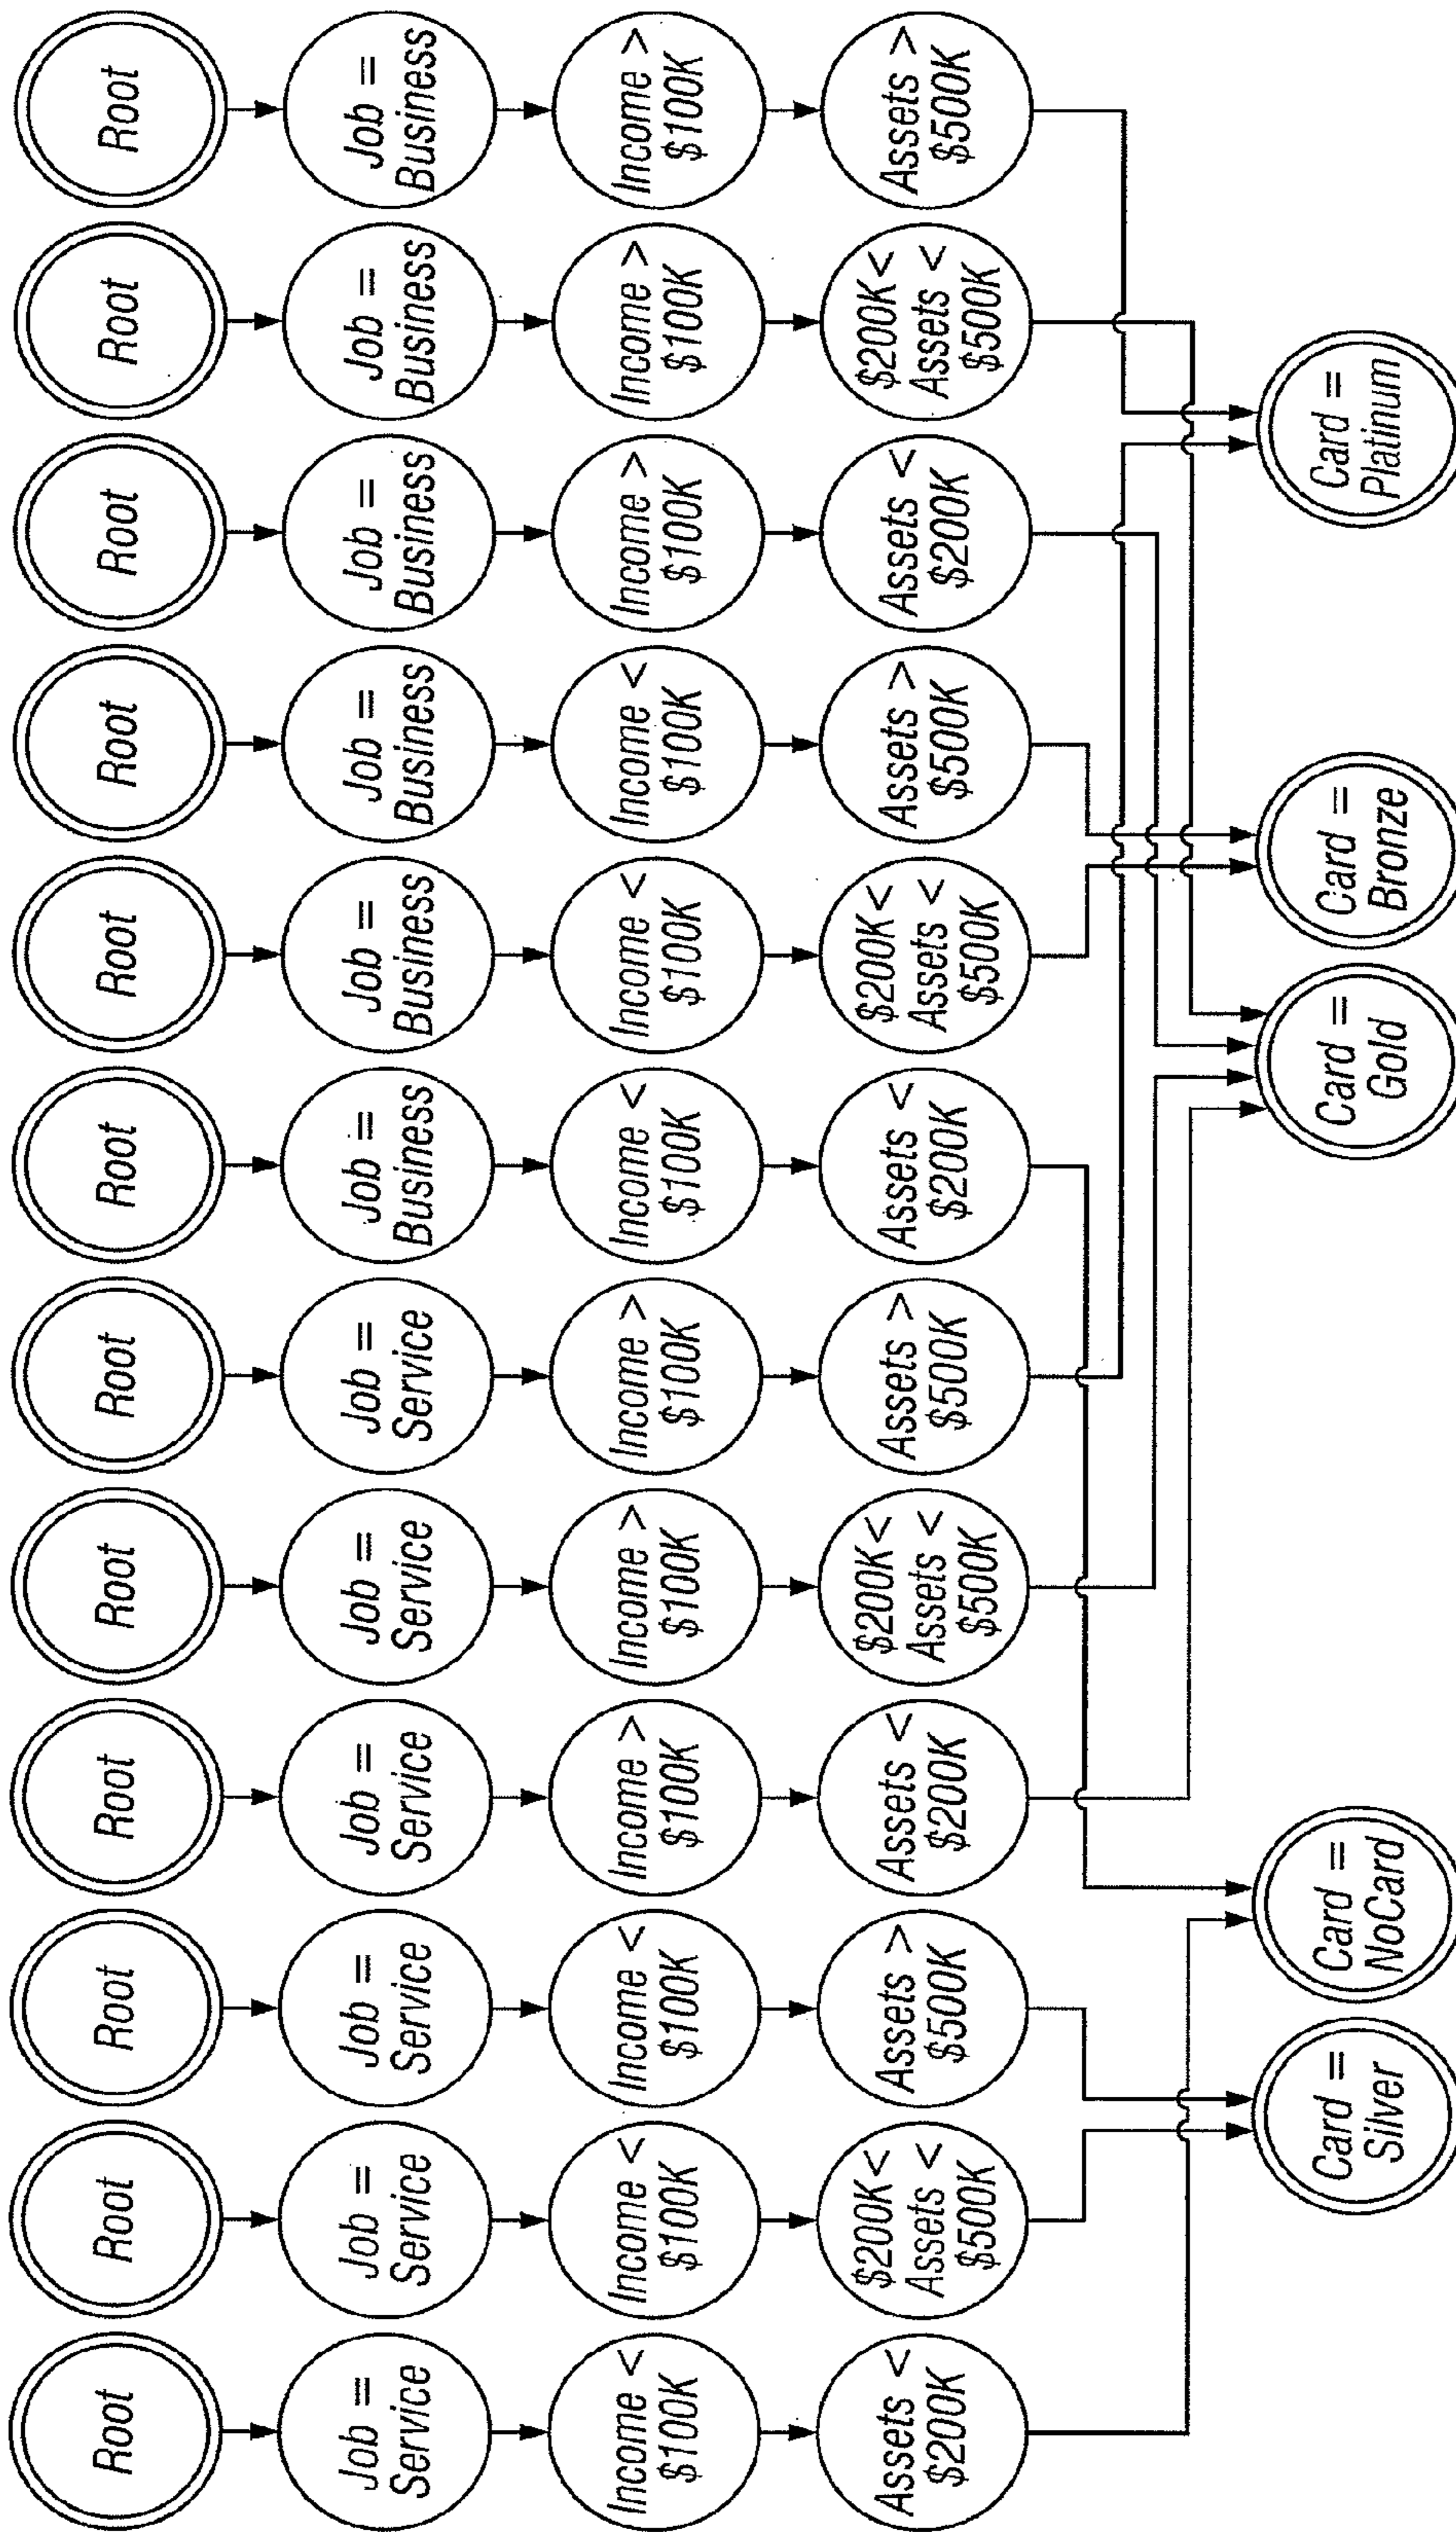 Root
Root
Root
Root
Root
Root
Root
Root
Root
Root
Root
Root
Job =
Service
Job =
Service
Job =
Service
Job =
Service
Job =
Service
Job =
Service
Job =
Business
Job =
Business
Job =
Business
Job =
Business
Job =
Business
Job =
Business
Income <
$100K
Income <
$100K
Income <
$100K
Income >
$100K
Income >
$100K
Income >
$100K
Income <
$100K
Income <
$100K
Income <
$100K
Income >
$100K
Income >
$100K
Income >
$100K
Assets <
$200K
$200K<
Assets <
$500K
Assets >
$500K
Assets <
$200K
$200K<
Assets <
$500K
Assets >
$500K
Assets <
$200K
$200K<
Assets <
$500K
Assets >
$500K
Assets <
$200K
$200K<
Assets <
$500K
Assets >
$500K
Card =
Silver
Card =
NoCard
Card =
Gold
Card =
Bronze
Card =
Platinum